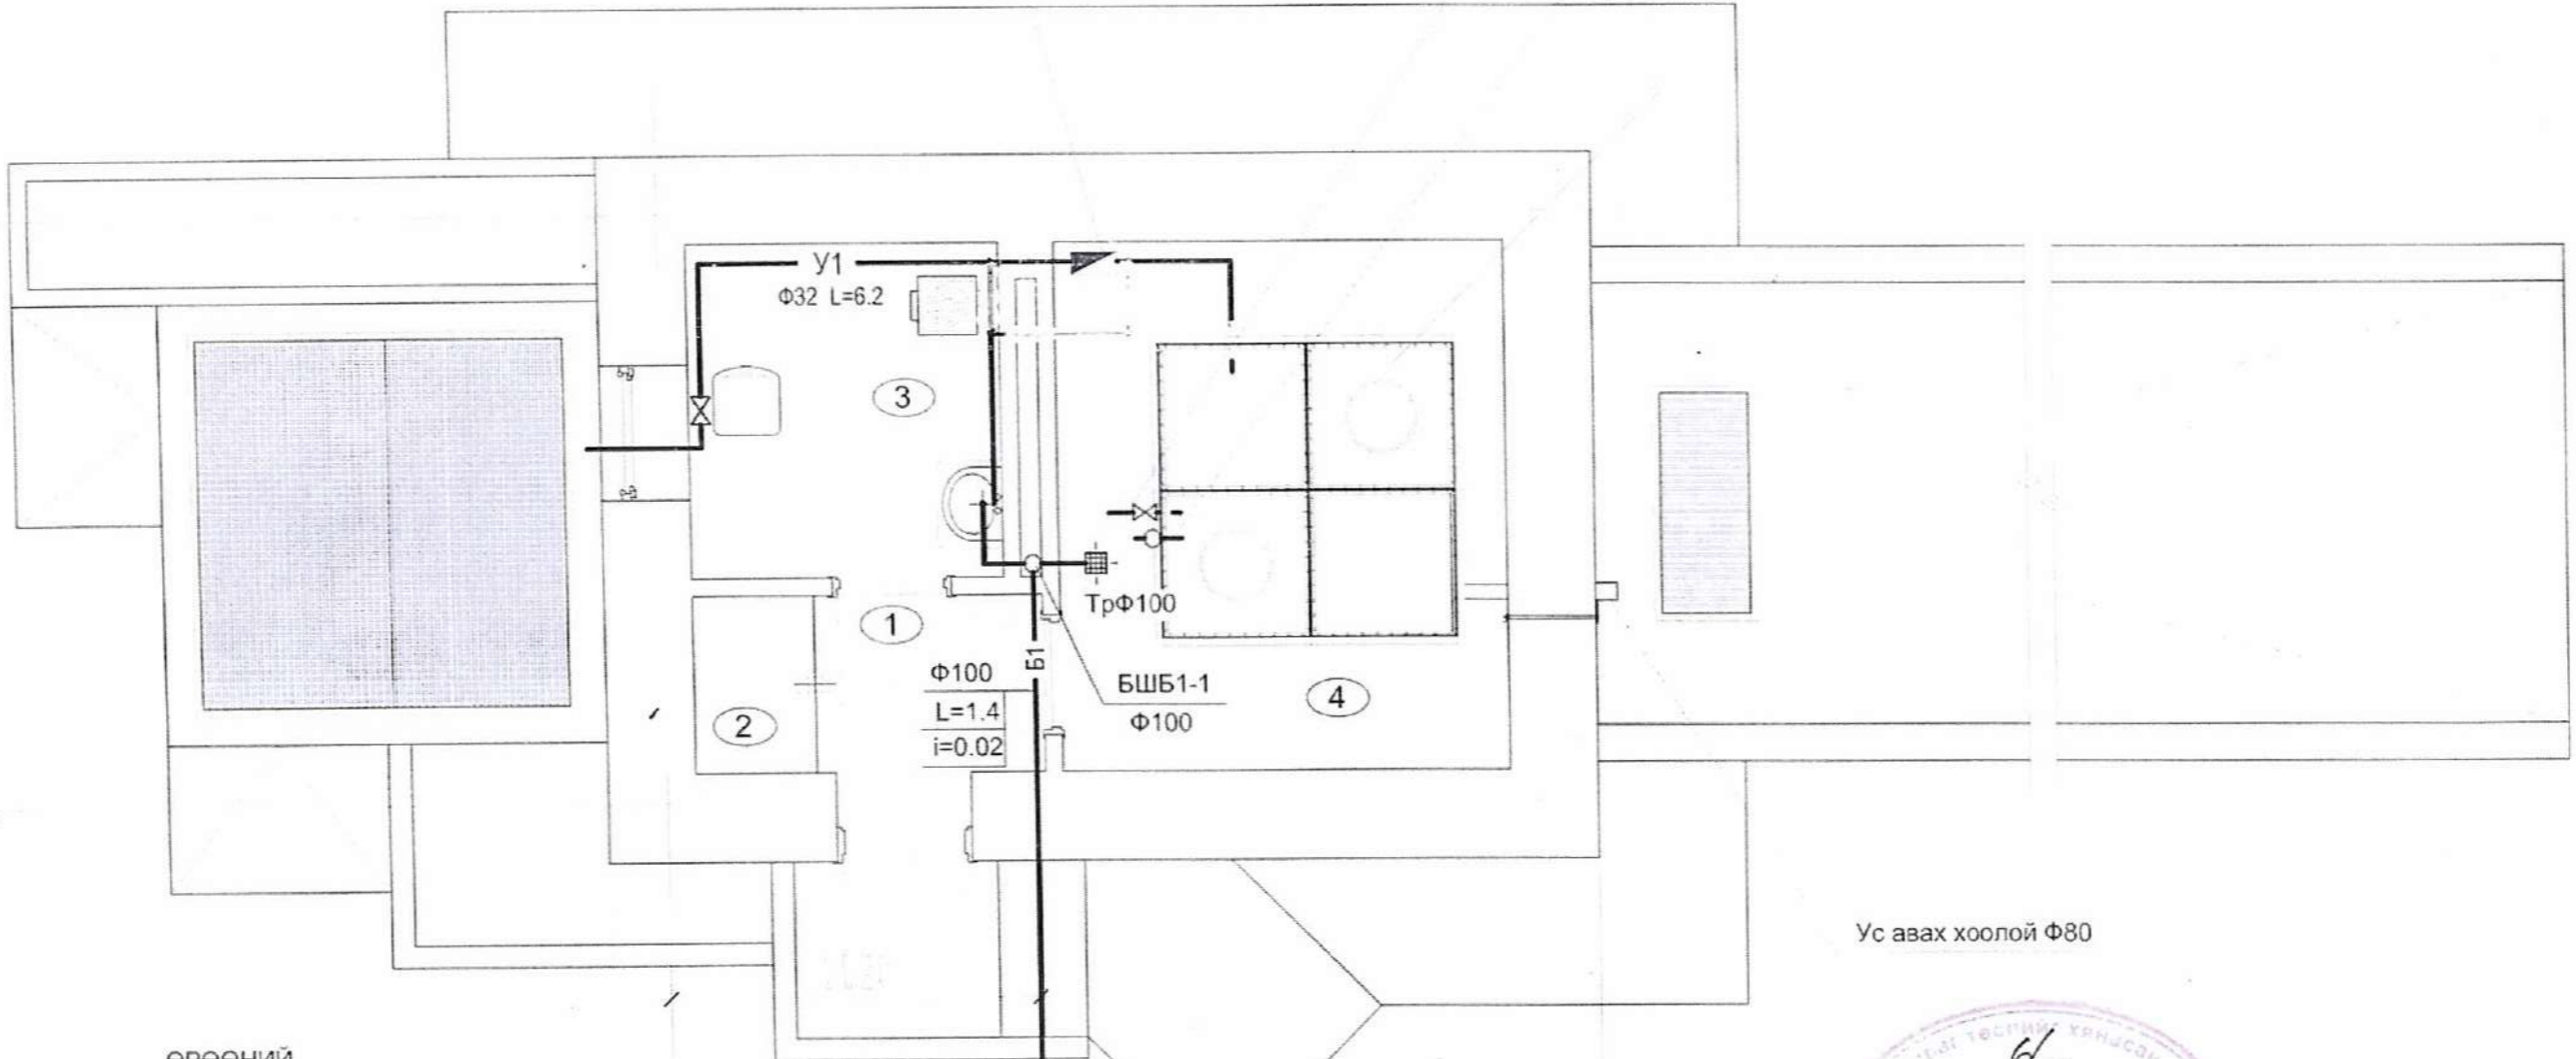 У1
Ф32 L=6.2
3
1
ТрФ100
Б1
Ф100
L=1.4
i=0.02
БШБ1-1
Ф100
2
4
Ус авах хоолой Ф80
төслийг